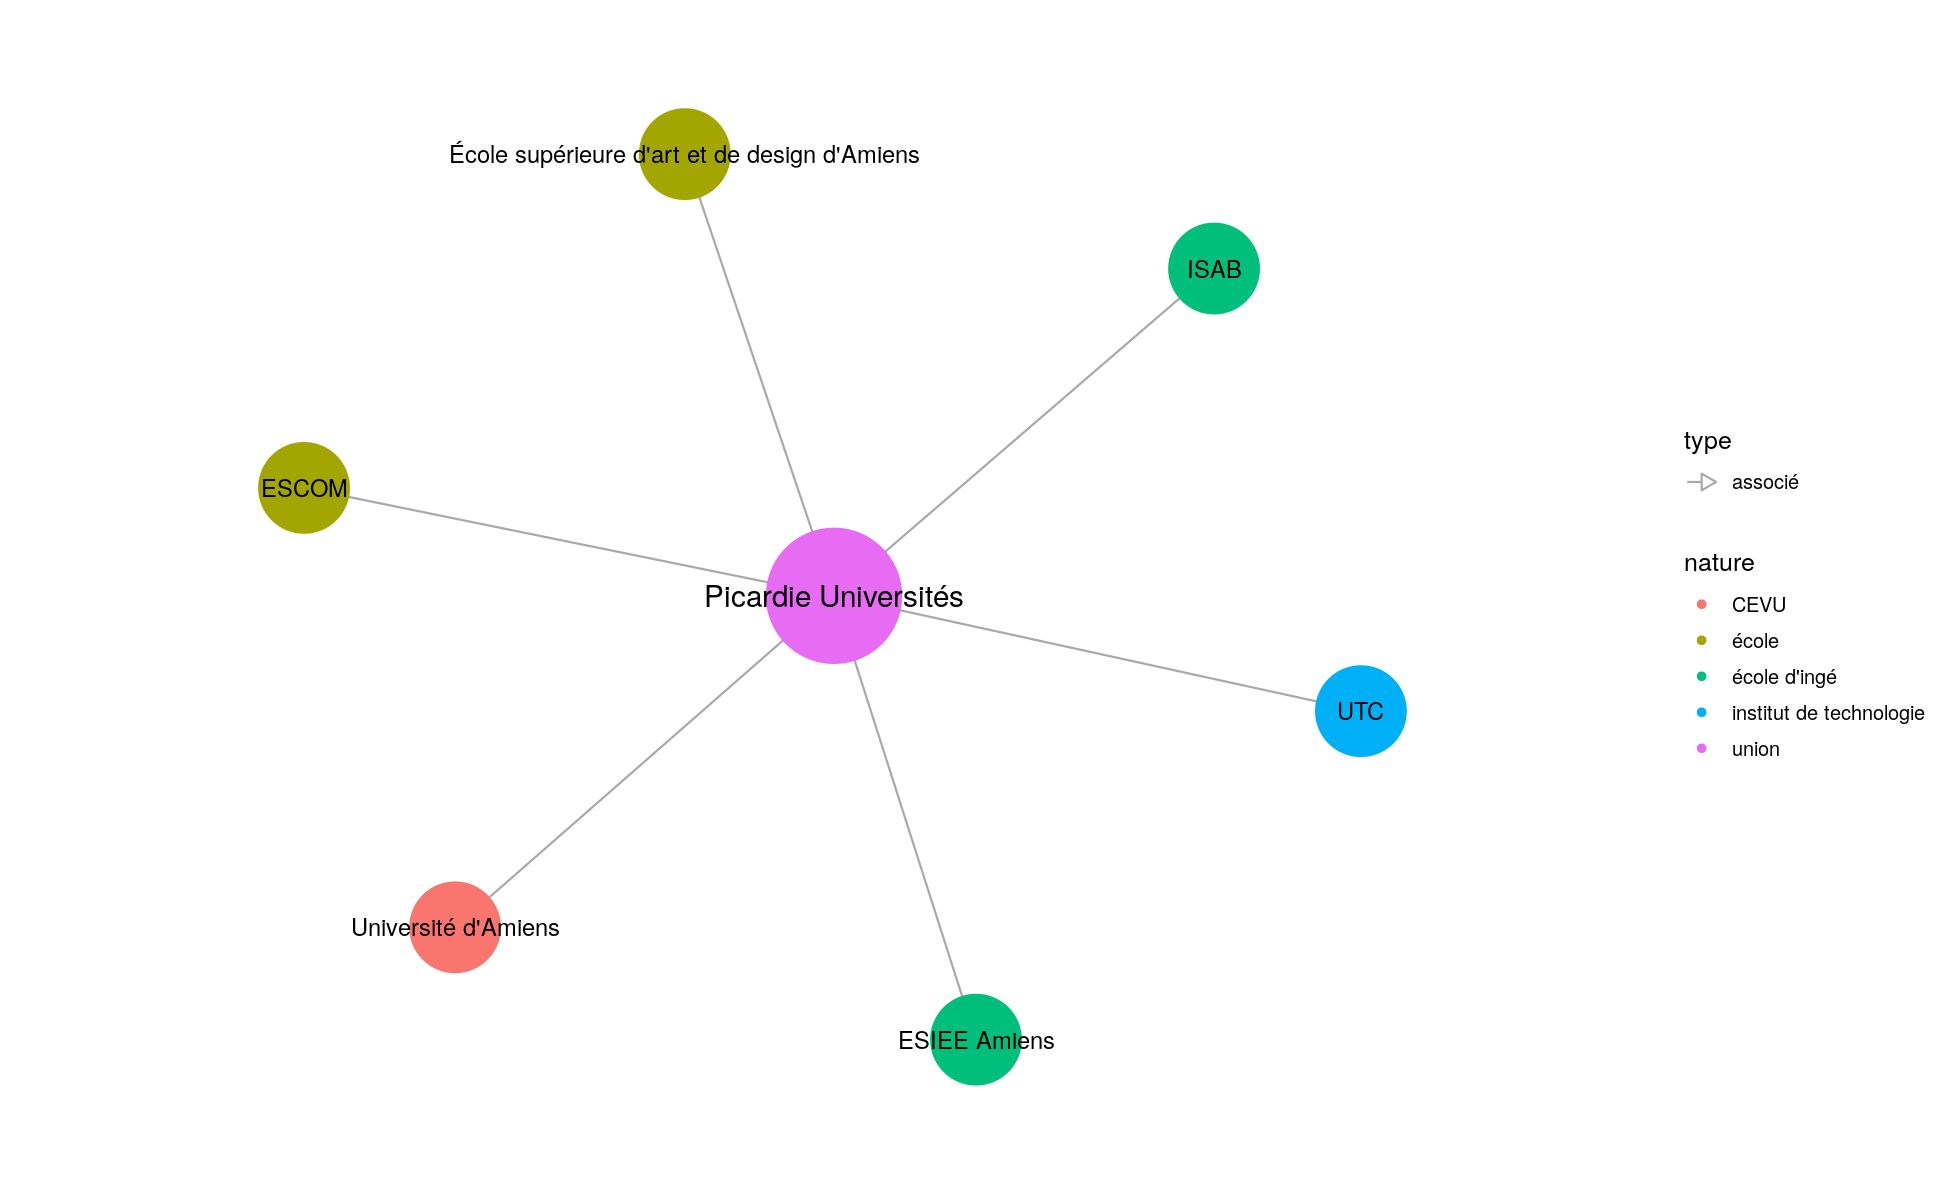 École supérieure d'art et de design d'Amiens
ISAB
ESCOM
Picardie Universités
UTC
Université d'Amiens
ESIEE Amiens
type
associé
nature
CEVU
école
école d'ingé
institut de technologie
union